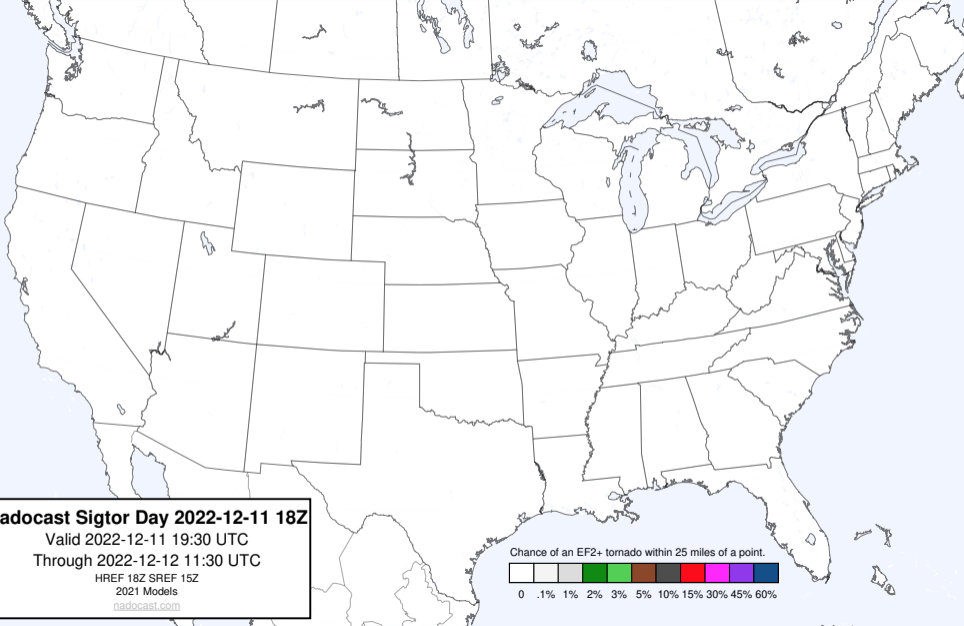 adocast Sigtor Day 2022-12-11 18Z
Valid 2022-12-11 19:30 UTC
Through 2022-12-12 11:30 UTC
HREF 18Z SREF 15Z
2021 Models
nadocast.com
Chance of an EF2+ tornado within 25 miles of a point.
0 .1% 1% 2% 3% 5% 10% 15% 30% 45% 60%